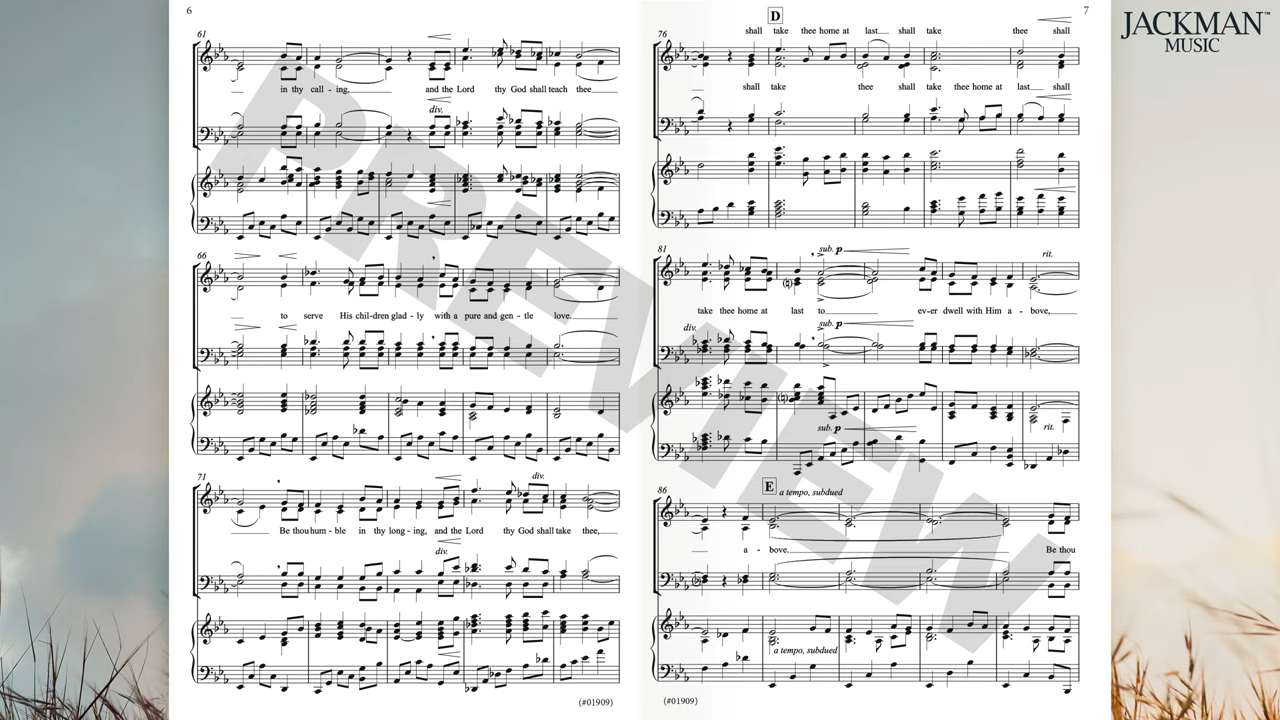 6
61
in thy call - ing, and the Lord thy God shall teach thee
div.
66
to serve His chil - dren glad - ly with a pure and gen - tle love.
71
div.
Be thou hum - ble in thy long - ing, and the Lord thy God shall take thee,
div.
(#01909)
7
D
76
shall take thee home at last shall take thee shall
shall take thee shall take thee home at last shall
81
sub. p
rit.
take thee home at last to ev - er dwell with Him a - bove,
div.
sub. p
sub. p
rit.
E
86
a tempo, subdued
a - bove. Be thou
a tempo, subdued
(#01909)
PREVIEW
JACKMAN™
MUSIC